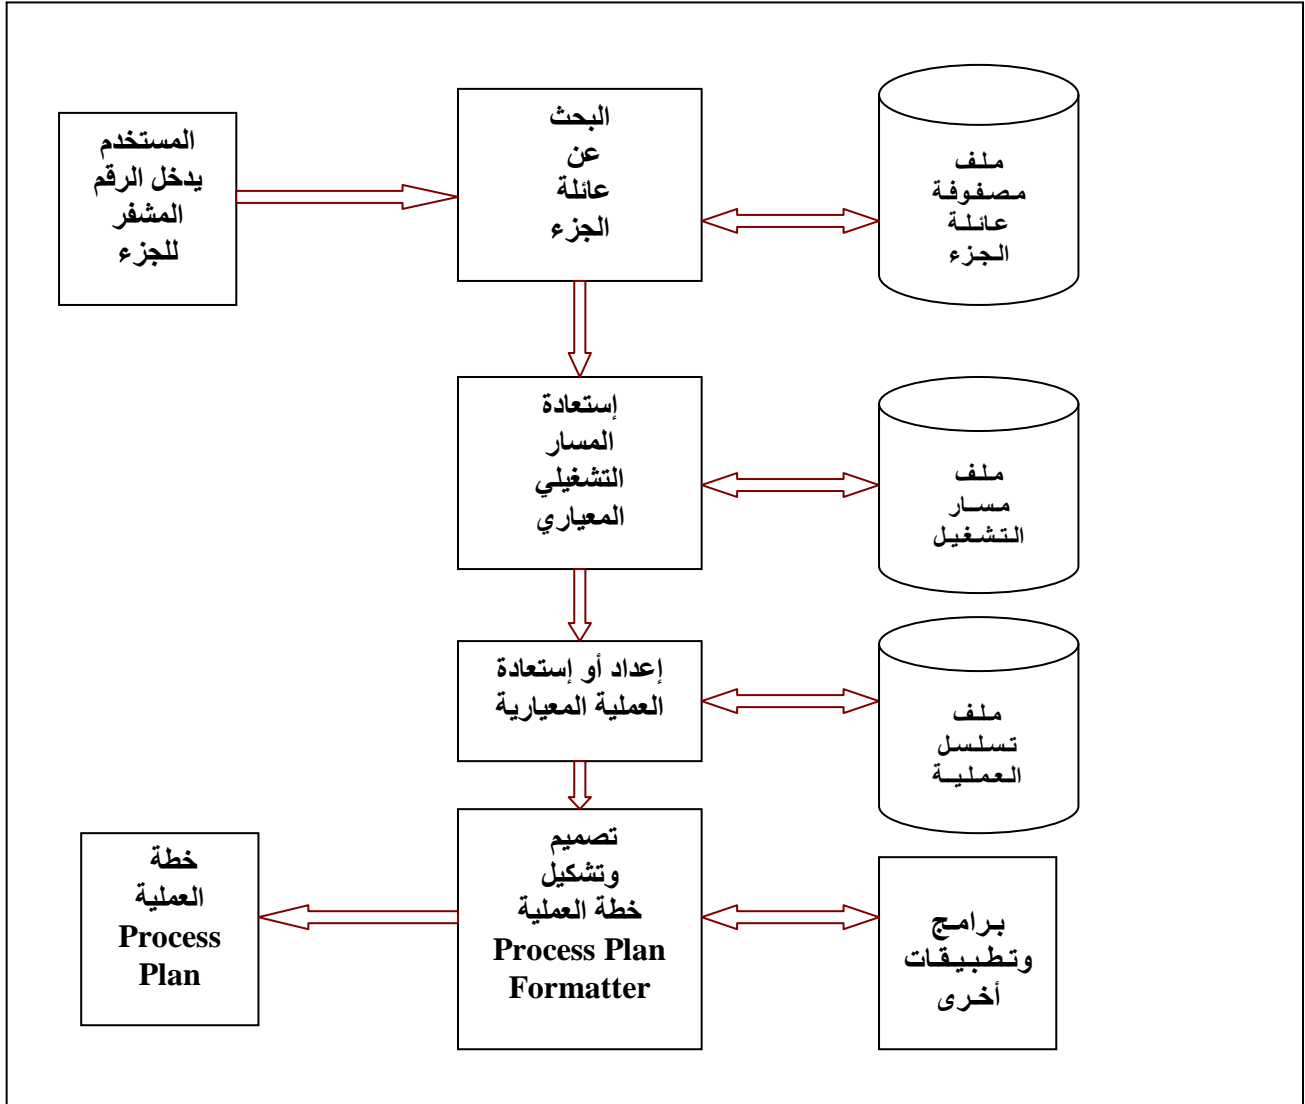 المستخدم
يدخل الرقم
المشفر
للجزء
البحث
عن
عائلة
الجزء
ملف
مصفوفة
عائلة
الجزء
إستعادة
المسار
التشغيلي
المعياري
ملف
مسار
التشغيل
إعداد أو إستعادة
العملية المعيارية
ملف
تسلسل
العملية
تصميم
وتشكيل
خطة العملية
Process Plan
Formatter
خطة
العملية
Process
Plan
برامج
وتطبيقات
أخرى